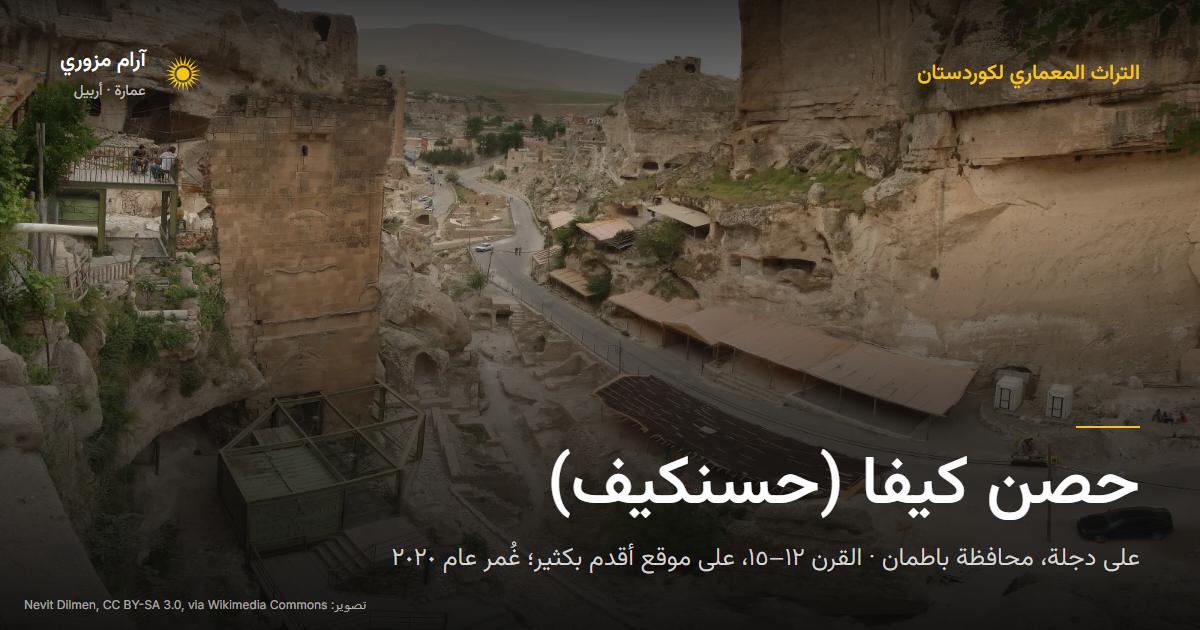 التراث المعماري لكوردستان
آرام مزوري
عمارة · أربيل
حصن كيفا (حسنكيف)
على دجلة، محافظة باطمان · القرن ١٢–١٥، على موقع أقدم بكثير؛ غُمر عام ٢٠٢٠
تصوير: Nevit Dilmen, CC BY-SA 3.0, via Wikimedia Commons